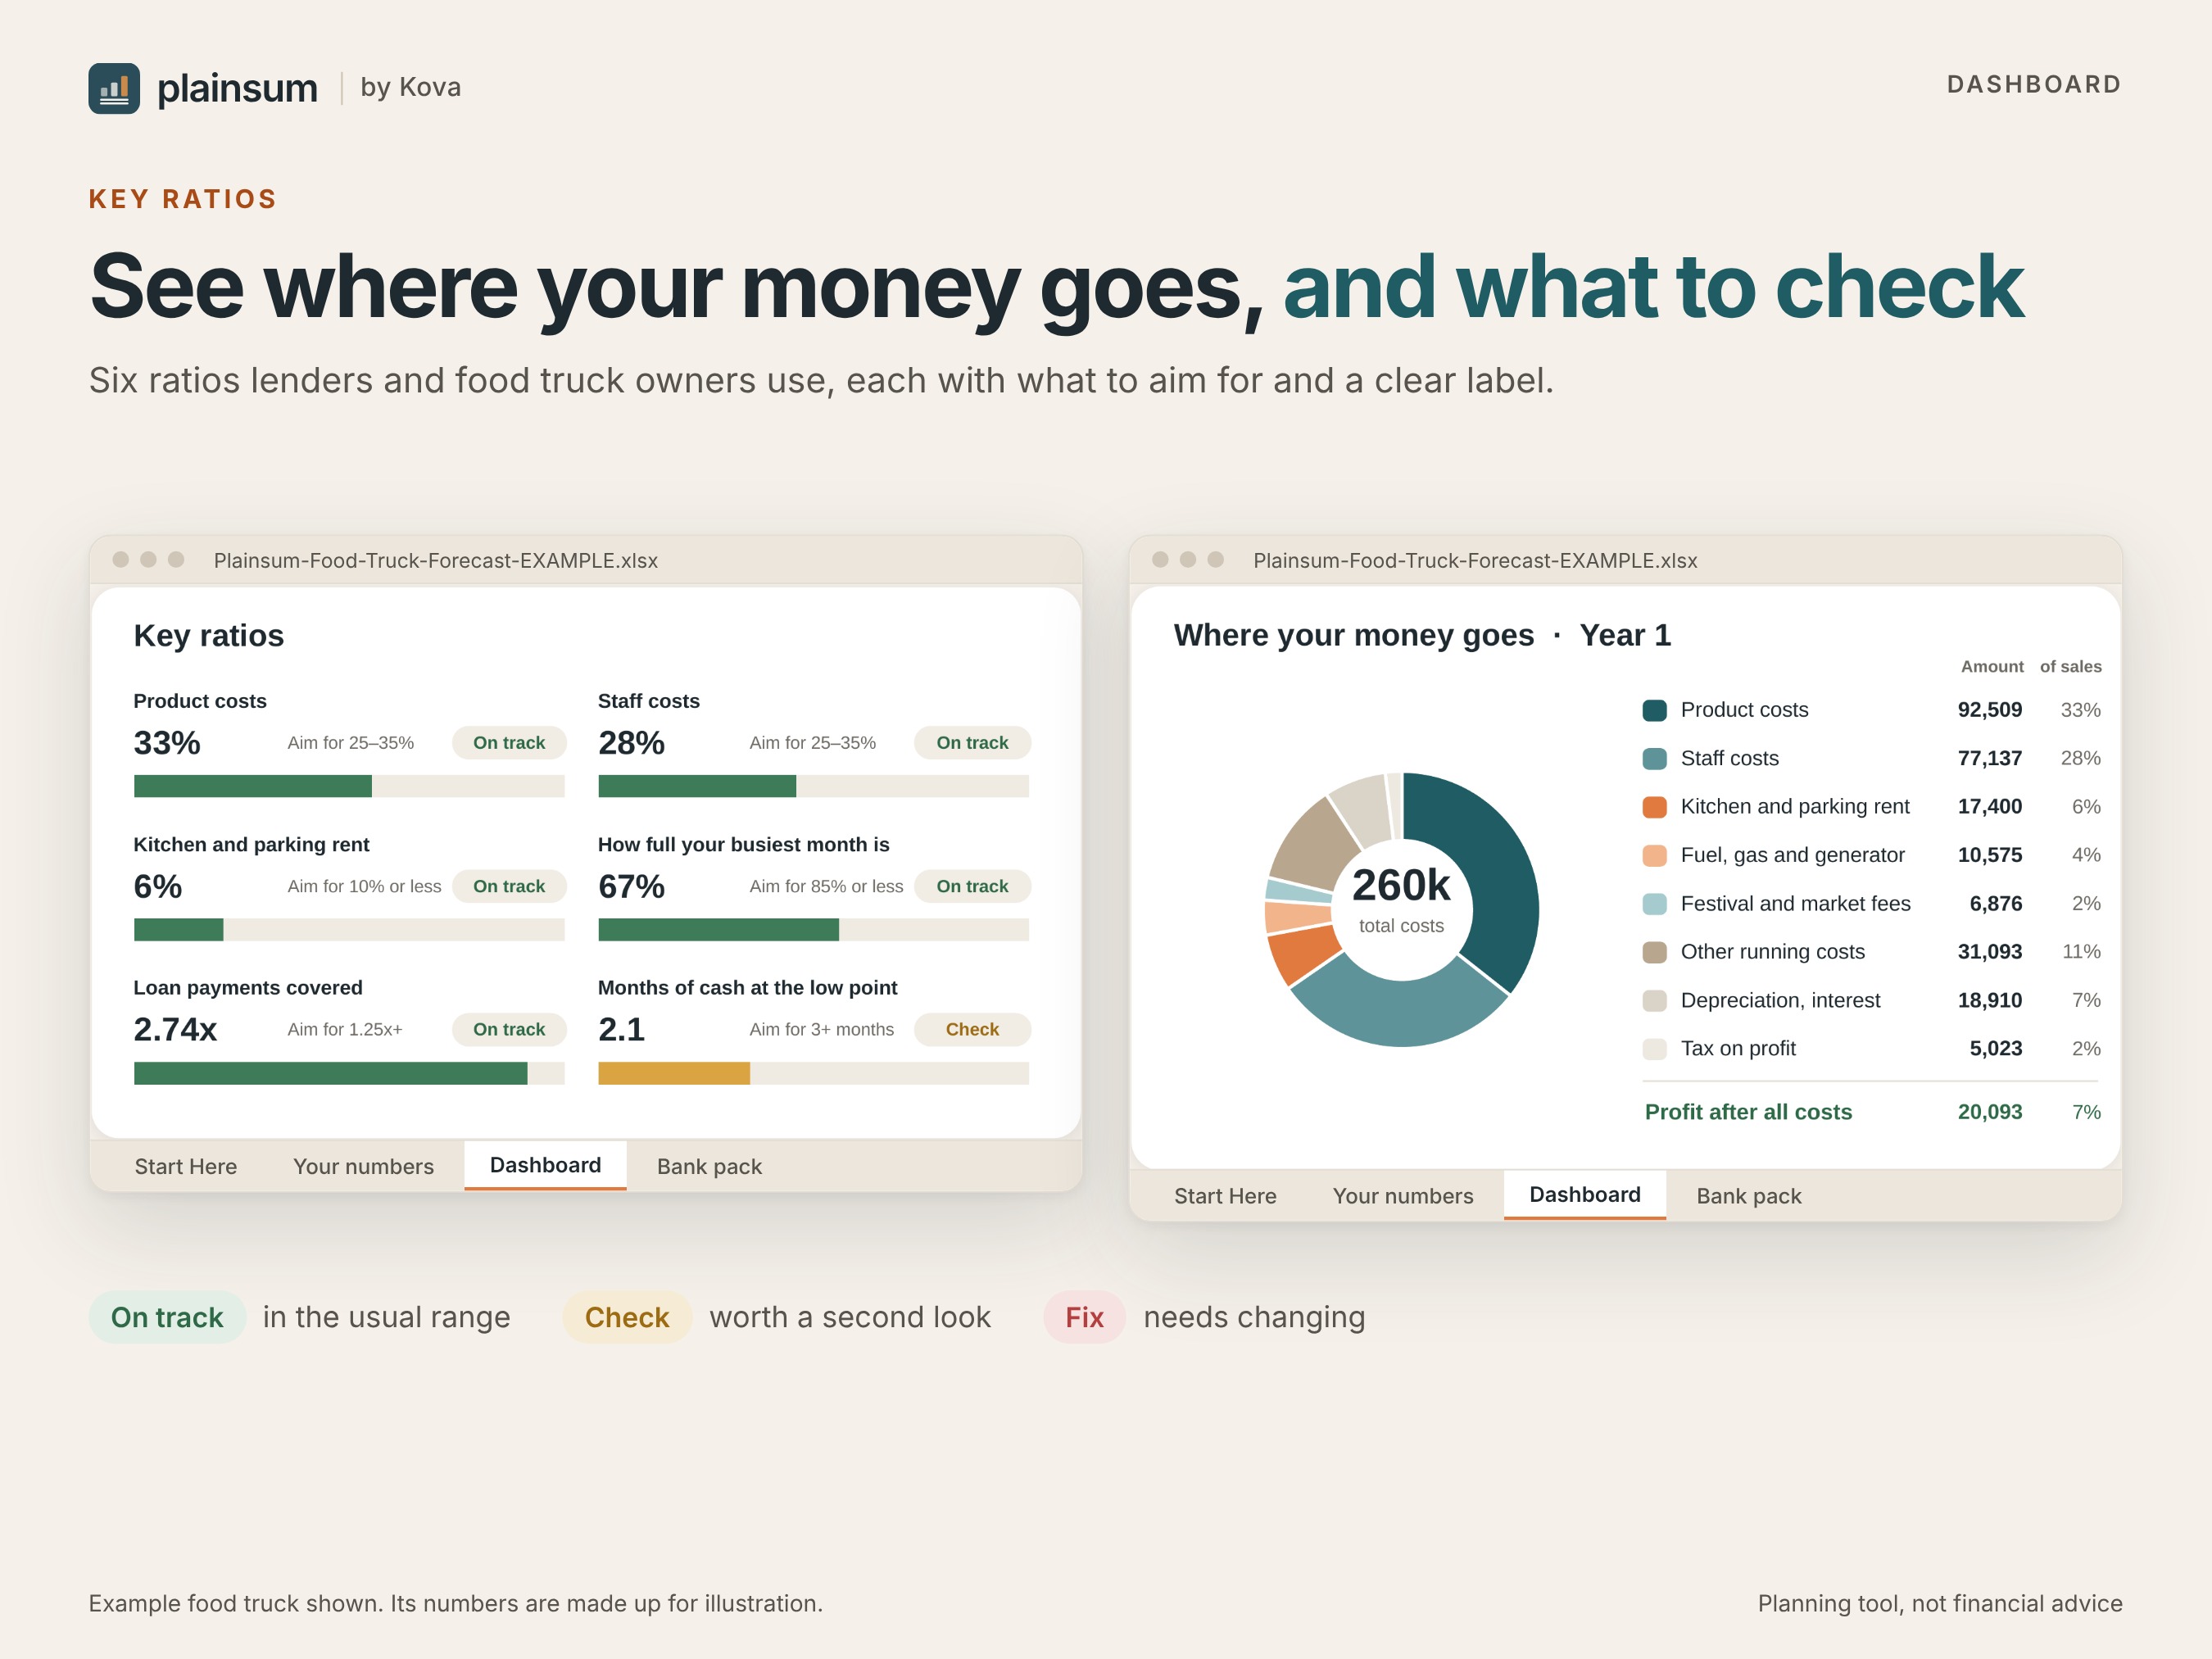 plainsum by Kova
DASHBOARD
KEY RATIOS
See where your money goes, and what to check
Six ratios lenders and food truck owners use, each with what to aim for and a clear label.
Plainsum-Food-Truck-Forecast-EXAMPLE.xlsx
Key ratios
Product costs
33% Aim for 25–35% On track
Staff costs
28% Aim for 25–35% On track
Kitchen and parking rent
6% Aim for 10% or less On track
How full your busiest month is
67% Aim for 85% or less On track
Loan payments covered
2.74x Aim for 1.25x+ On track
Months of cash at the low point
2.1 Aim for 3+ months Check
Start Here Your numbers Dashboard Bank pack
Plainsum-Food-Truck-Forecast-EXAMPLE.xlsx
Where your money goes · Year 1
260k
total costs
Amount of sales
Product costs 92,509 33%
Staff costs 77,137 28%
Kitchen and parking rent 17,400 6%
Fuel, gas and generator 10,575 4%
Festival and market fees 6,876 2%
Other running costs 31,093 11%
Depreciation, interest 18,910 7%
Tax on profit 5,023 2%
Profit after all costs 20,093 7%
Start Here Your numbers Dashboard Bank pack
On track in the usual range Check worth a second look Fix needs changing
Example food truck shown. Its numbers are made up for illustration.
Planning tool, not financial advice